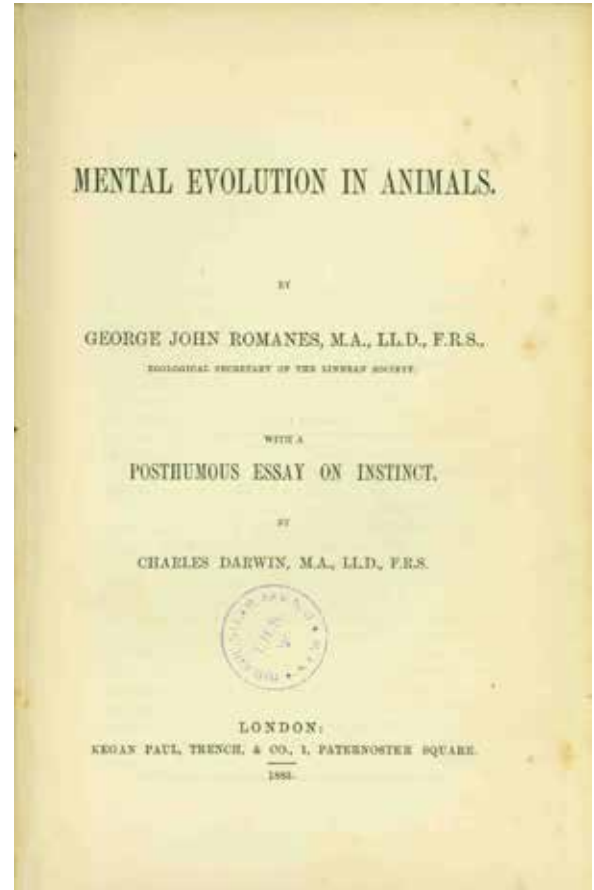 MENTAL EVOLUTION IN ANIMALS.
BY
GEORGE JOHN ROMANES, M.A., LL.D., F.R.S.,
ZOOLOGICAL SECRETARY OF THE LINNEAN SOCIETY.
WITH A
POSTHUMOUS ESSAY ON INSTINCT.
BY
CHARLES DARWIN, M.A., LL.D., F.R.S.
LONDON:
KEGAN PAUL, TRENCH, & CO., 1, PATERNOSTER SQUARE.
1883.